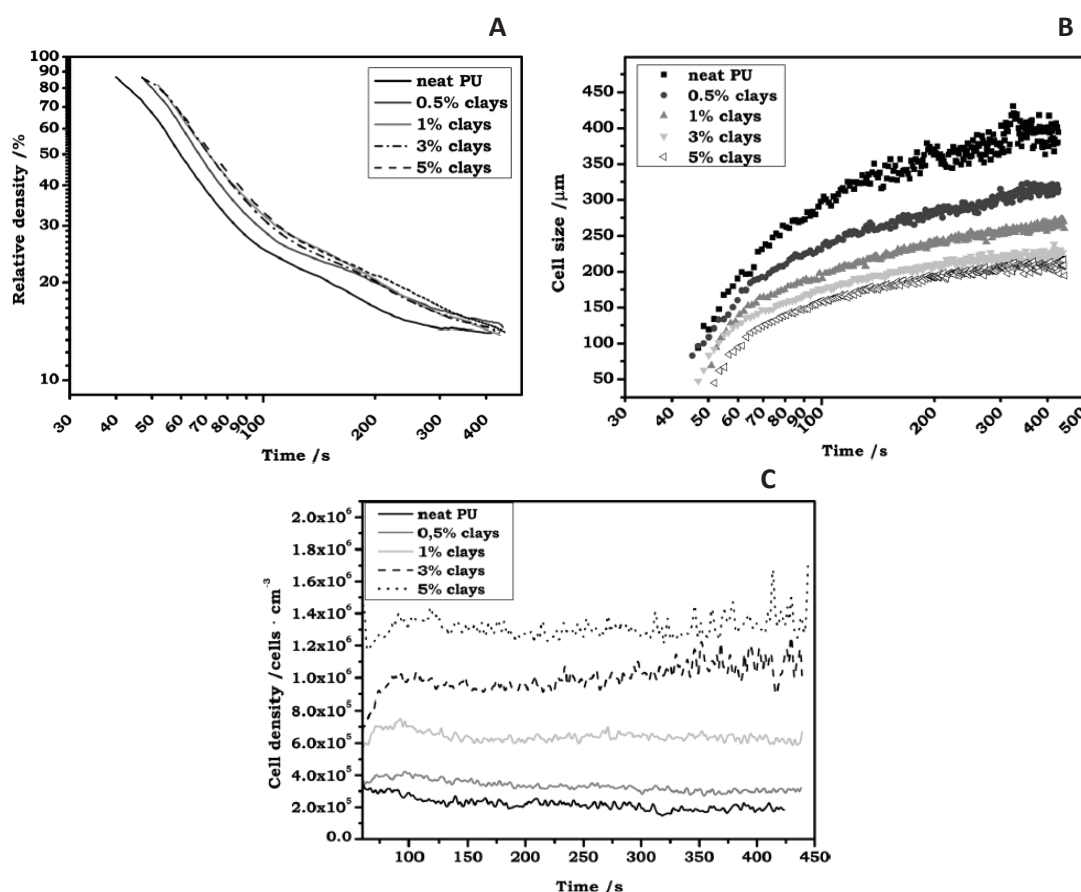 A
100
90
80
70
60
50
40
30
20
10
Relative density /%
neat PU
0.5% clays
1% clays
3% clays
5% clays
30
40
50
60
70
80
90
100
200
300
400
Time /s
B
450
400
350
300
250
200
150
100
50
Cell size /µm
neat PU
0.5% clays
1% clays
3% clays
5% clays
30
40
50
60
70
80
90
100
200
300
400
500
Time /s
C
2.0x10⁶
1.8x10⁶
1.6x10⁶
1.4x10⁶
1.2x10⁶
1.0x10⁶
8.0x10⁵
6.0x10⁵
4.0x10⁵
2.0x10⁵
0.0
Cell density /cells · cm⁻³
neat PU
0,5% clays
1% clays
3% clays
5% clays
100
150
200
250
300
350
400
450
Time /s